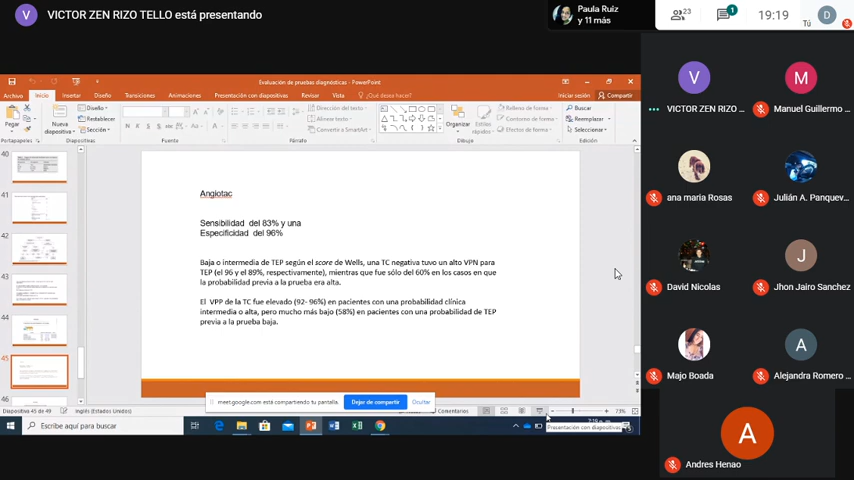 V
VICTOR ZEN RIZO TELLO está presentando
Paula Ruiz
y 11 más
23
1
19:19
Tú
D
Evaluación de pruebas diagnósticas - PowerPoint
Archivo
Inicio
Insertar
Diseño
Transiciones
Animaciones
Presentación con diapositivas
Revisar
Vista
¿Qué desea hacer?
Iniciar sesión
Compartir
Pegar
Nueva
diapositiva
Diseño
Restablecer
Sección
Dirección del texto
Alinear texto
Convertir a SmartArt
Organizar
Estilos
rápidos
Relleno de forma
Contorno de forma
Efectos de forma
Buscar
Reemplazar
Seleccionar
Portapapeles
Diapositivas
Fuente
Párrafo
Dibujo
Edición
40
41
42
43
44
45
46
Angiotac
Sensibilidad del 83% y una
Especificidad del 96%
Baja o intermedia de TEP según el score de Wells, una TC negativa tuvo un alto VPN para
TEP (el 96 y el 89%, respectivamente), mientras que fue sólo del 60% en los casos en que
la probabilidad previa a la prueba era alta.
El VPP de la TC fue elevado (92- 96%) en pacientes con una probabilidad clínica
intermedia o alta, pero mucho más bajo (58%) en pacientes con una probabilidad de TEP
previa a la prueba baja.
meet.google.com está compartiendo tu pantalla.
Dejar de compartir
Ocultar
Diapositiva 45 de 49
Inglés (Estados Unidos)
Comentarios
73%
Escribe aquí para buscar
Presentación con diapositivas
V
VICTOR ZEN RIZO ...
M
Manuel Guillermo ...
ana maria Rosas
Julián A. Panquev...
David Nicolas
J
Jhon Jairo Sanchez
Majo Boada
A
Alejandra Romero ...
A
Andres Henao